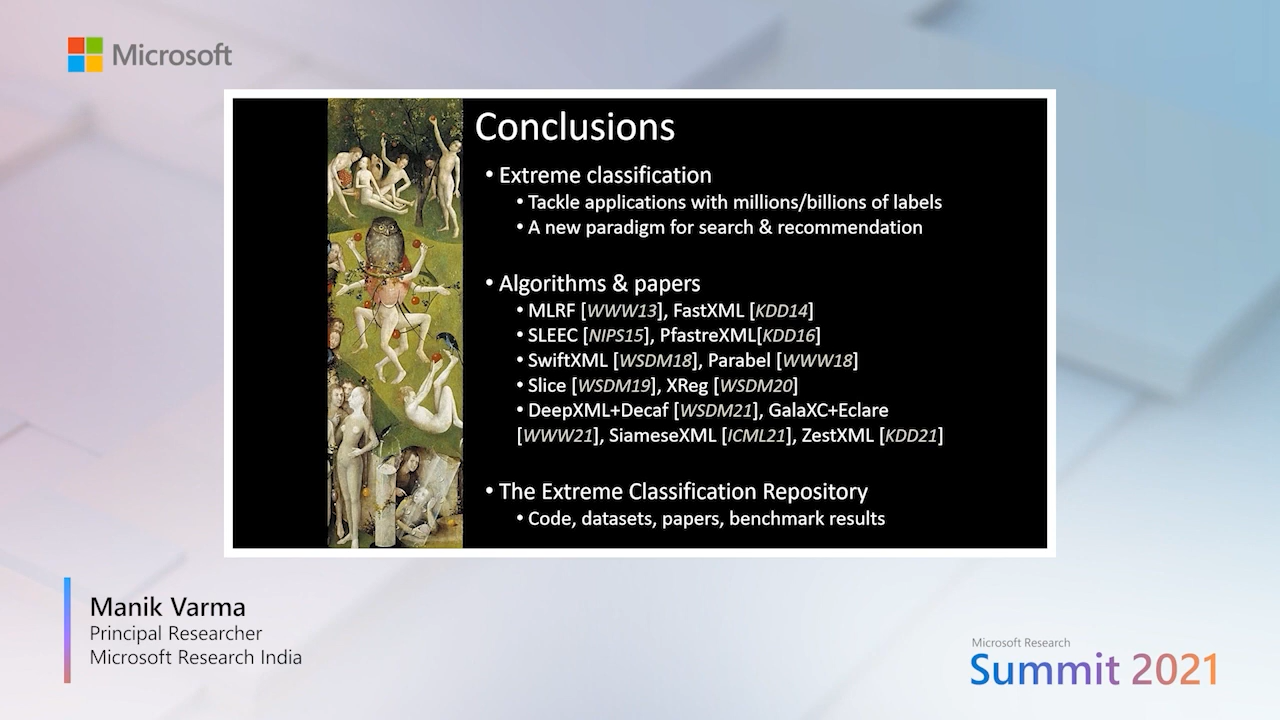 Microsoft
Conclusions
• Extreme classification
• Tackle applications with millions/billions of labels
• A new paradigm for search & recommendation
• Algorithms & papers
• MLRF [WWW13], FastXML [KDD14]
• SLEEC [NIPS15], PfastreXML[KDD16]
• SwiftXML [WSDM18], Parabel [WWW18]
• Slice [WSDM19], XReg [WSDM20]
• DeepXML+Decaf [WSDM21], GalaXC+Eclare
[WWW21], SiameseXML [ICML21], ZestXML [KDD21]
• The Extreme Classification Repository
• Code, datasets, papers, benchmark results
Manik Varma
Principal Researcher
Microsoft Research India
Microsoft Research
Summit 2021